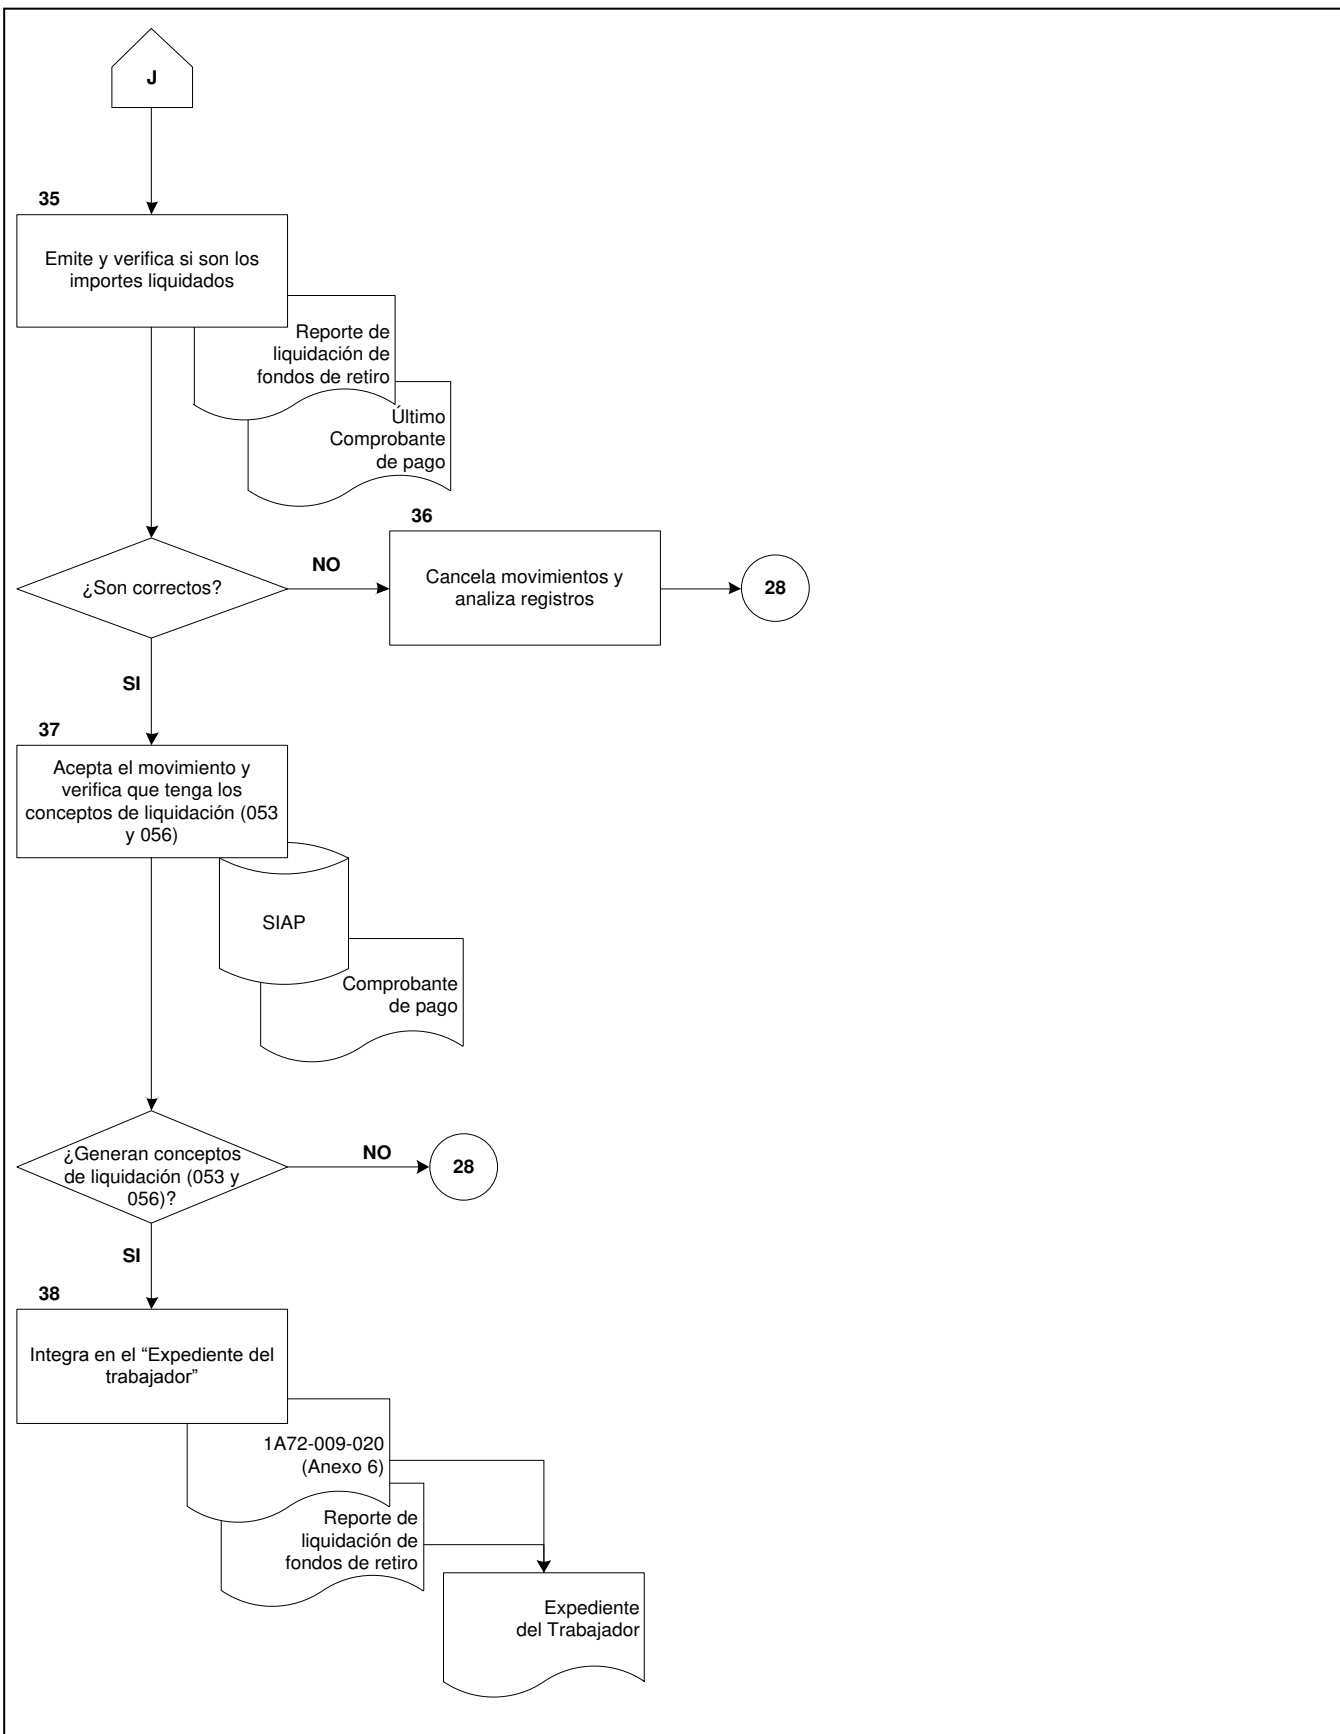 J
35
Emite y verifica si son los
importes liquidados
Reporte de
liquidación de
fondos de retiro
Último
Comprobante
de pago
36
¿Son correctos?
NO
Cancela movimientos y
analiza registros
28
SI
37
Acepta el movimiento y
verifica que tenga los
conceptos de liquidación (053
y 056)
SIAP
Comprobante
de pago
¿Generan conceptos
de liquidación (053 y
056)?
NO
28
SI
38
Integra en el “Expediente del
trabajador”
1A72-009-020
(Anexo 6)
Reporte de
liquidación de
fondos de retiro
Expediente
del Trabajador